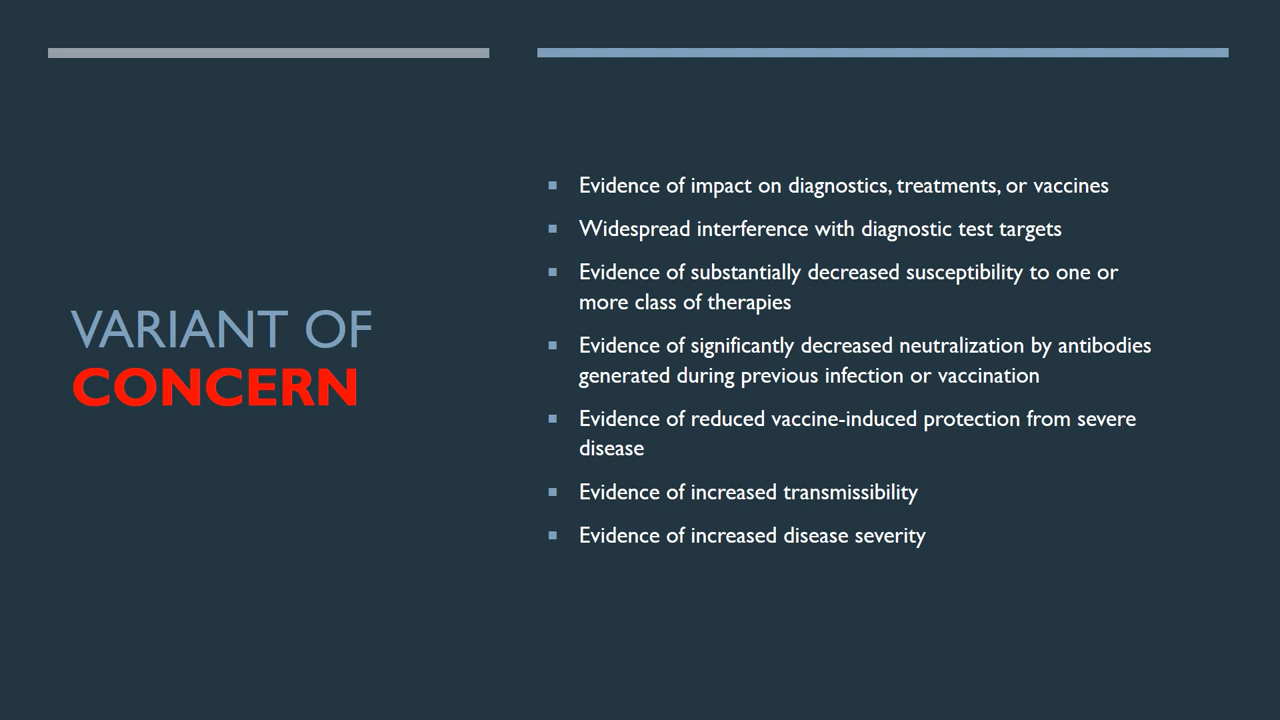 VARIANT OF
CONCERN
Evidence of impact on diagnostics, treatments, or vaccines
Widespread interference with diagnostic test targets
Evidence of substantially decreased susceptibility to one or
more class of therapies
Evidence of significantly decreased neutralization by antibodies
generated during previous infection or vaccination
Evidence of reduced vaccine-induced protection from severe
disease
Evidence of increased transmissibility
Evidence of increased disease severity